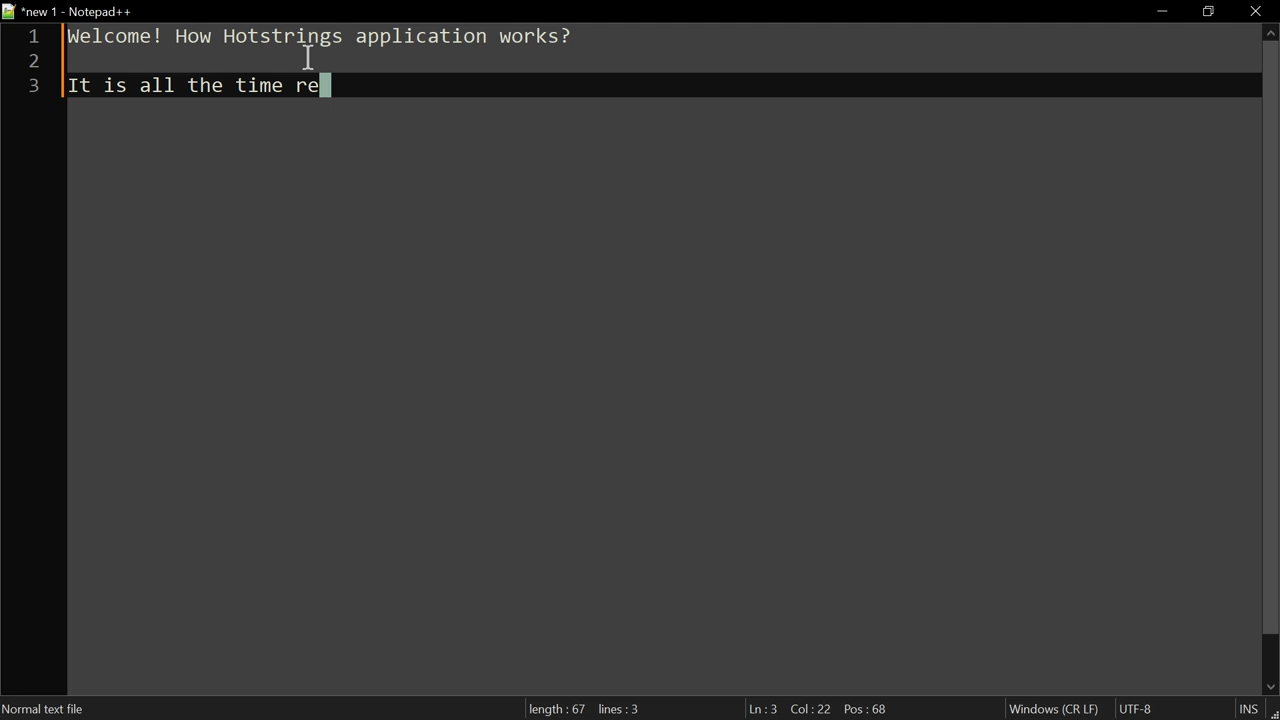 *new 1 - Notepad++
1 Welcome! How Hotstrings application works?
2
3 It is all the time re
Normal text file length : 67 lines : 3 Ln : 3 Col : 22 Pos : 68 Windows (CR LF) UTF-8 INS